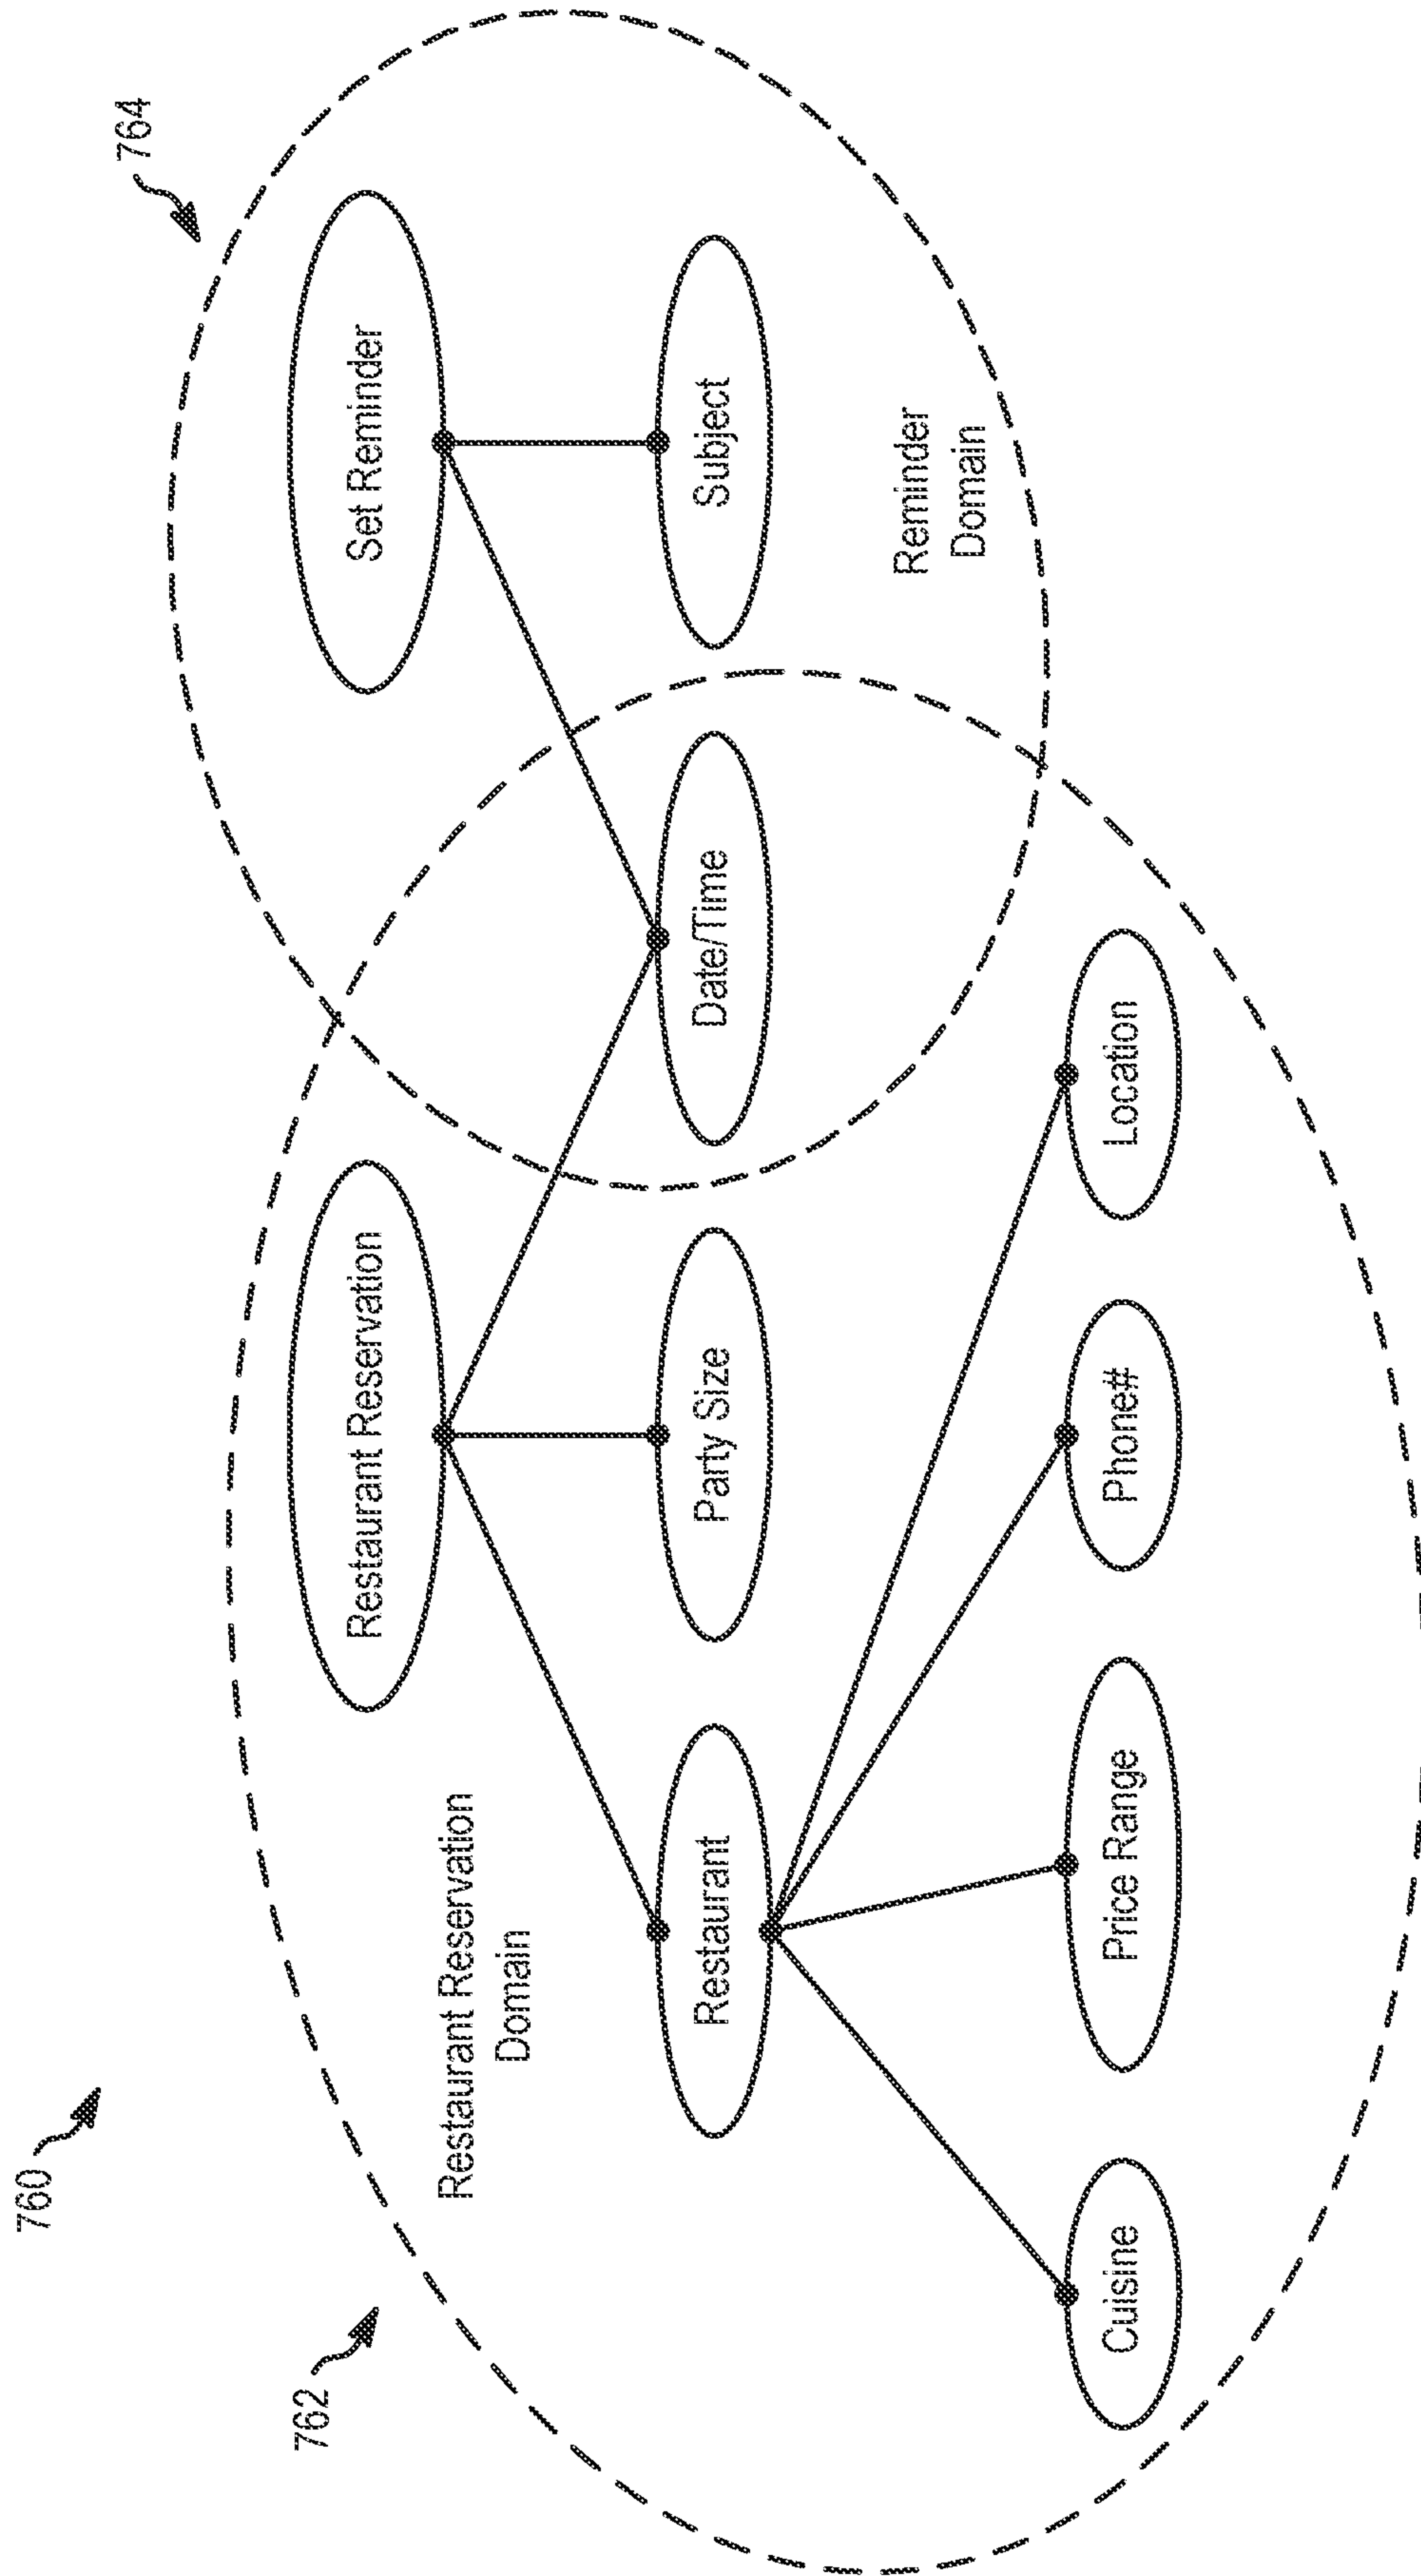 760
762
764
Restaurant Reservation
Set Reminder
Restaurant Reservation
Domain
Restaurant
Party Size
Date/Time
Subject
Reminder
Domain
Cuisine
Price Range
Phone#
Location